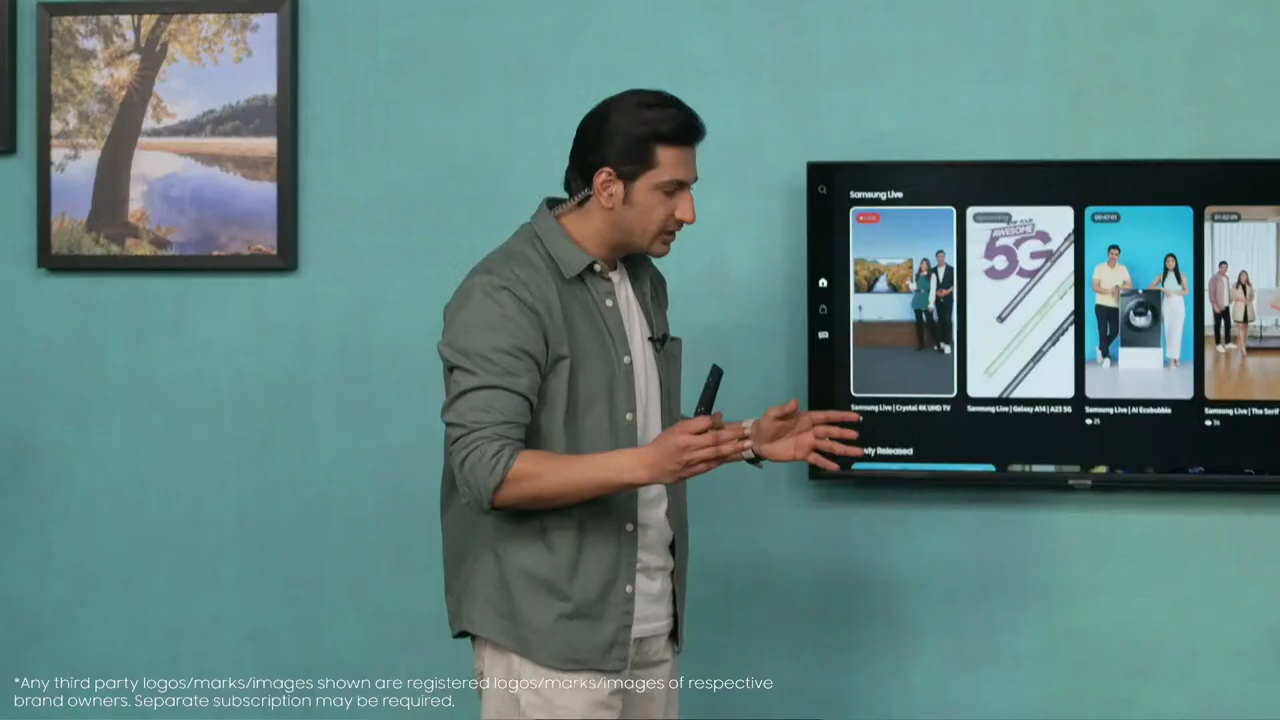 Samsung Live
LIVE
Upcoming
00:47:01
01:02:09
AWESOME
5G
Samsung Live | Crystal 4K UHD TV
Samsung Live | Galaxy A14 | A23 5G
Samsung Live | AI Ecobubble
Samsung Live | The Serif
Released
*Any third party logos/marks/images shown are registered logos/marks/images of respective
brand owners. Separate subscription may be required.